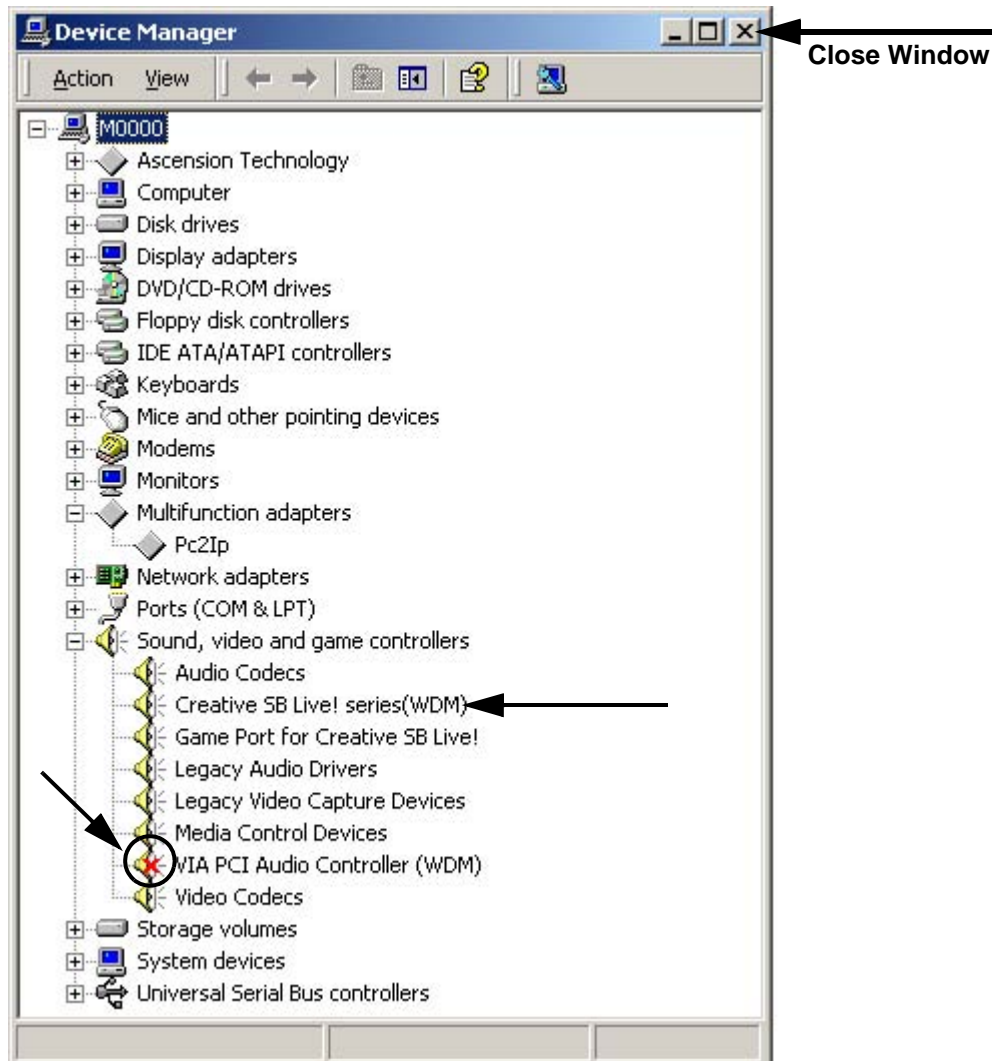 Device Manager
Close Window
Action View
M0000
Ascension Technology
Computer
Disk drives
Display adapters
DVD/CD-ROM drives
Floppy disk controllers
IDE ATA/ATAPI controllers
Keyboards
Mice and other pointing devices
Modems
Monitors
Multifunction adapters
Pc2Ip
Network adapters
Ports (COM & LPT)
Sound, video and game controllers
Audio Codecs
Creative SB Live! series(WDM)
Game Port for Creative SB Live!
Legacy Audio Drivers
Legacy Video Capture Devices
Media Control Devices
VIA PCI Audio Controller (WDM)
Video Codecs
Storage volumes
System devices
Universal Serial Bus controllers